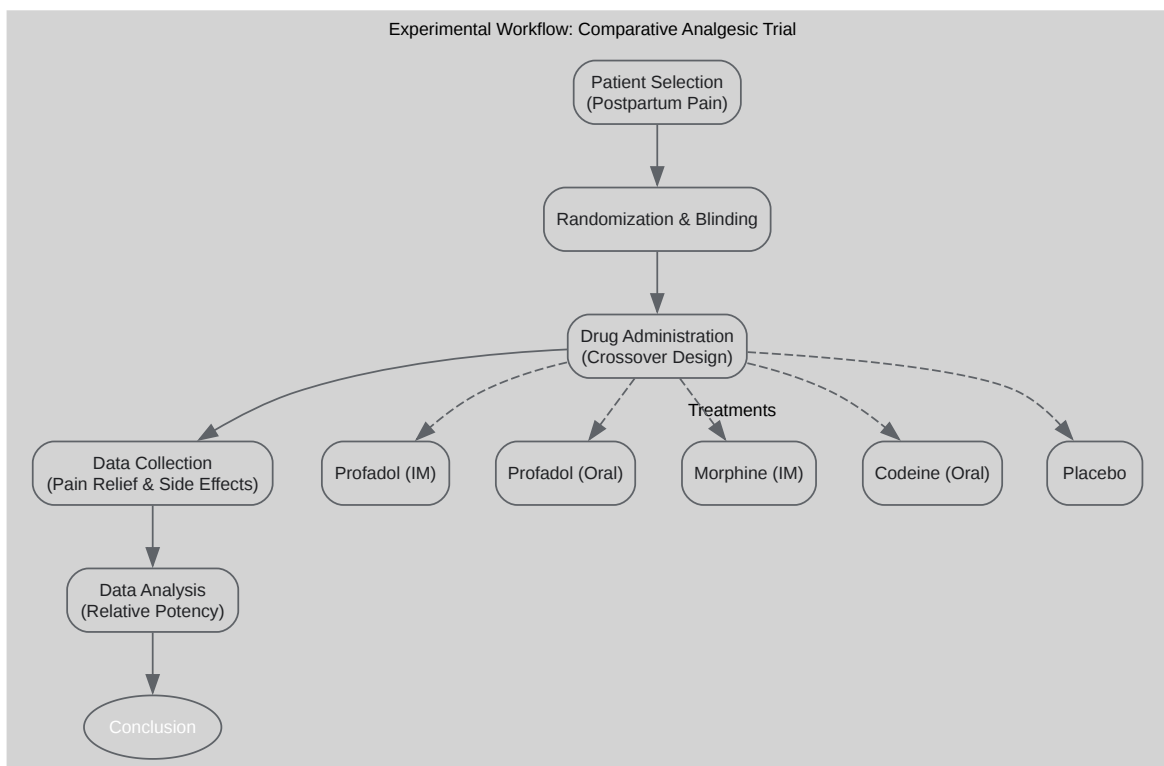 Experimental Workflow: Comparative Analgesic Trial
Patient Selection
(Postpartum Pain)
Randomization & Blinding
Drug Administration
(Crossover Design)
Treatments
Data Collection
(Pain Relief & Side Effects)
Profadol (IM)
Profadol (Oral)
Morphine (IM)
Codeine (Oral)
Placebo
Data Analysis
(Relative Potency)
Conclusion